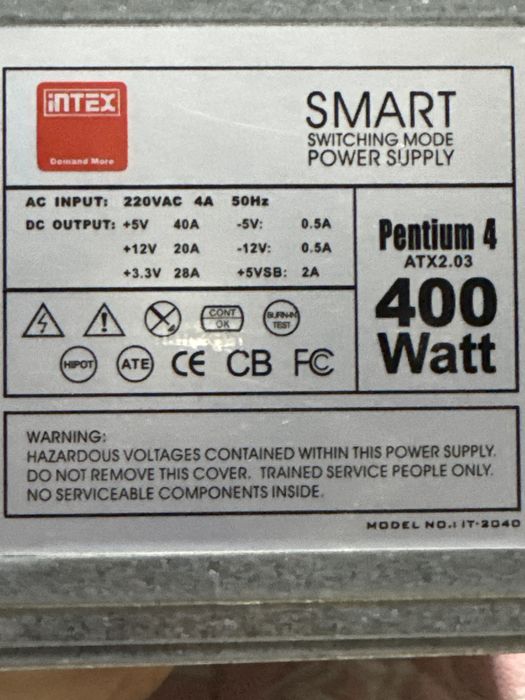 intex
Demand More
SMART
SWITCHING MODE
POWER SUPPLY
AC INPUT: 220VAC 4A 50Hz
DC OUTPUT: +5V 40A -5V: 0.5A
+12V 20A -12V: 0.5A
+3.3V 28A +5VSB: 2A
Pentium 4
ATX2.03
400
Watt
CONT
OK
BURN-IN
TEST
HIPOT
ATE
CE
CB
FC
WARNING:
HAZARDOUS VOLTAGES CONTAINED WITHIN THIS POWER SUPPLY.
DO NOT REMOVE THIS COVER. TRAINED SERVICE PEOPLE ONLY.
NO SERVICEABLE COMPONENTS INSIDE.
MODEL NO.: IT-2040